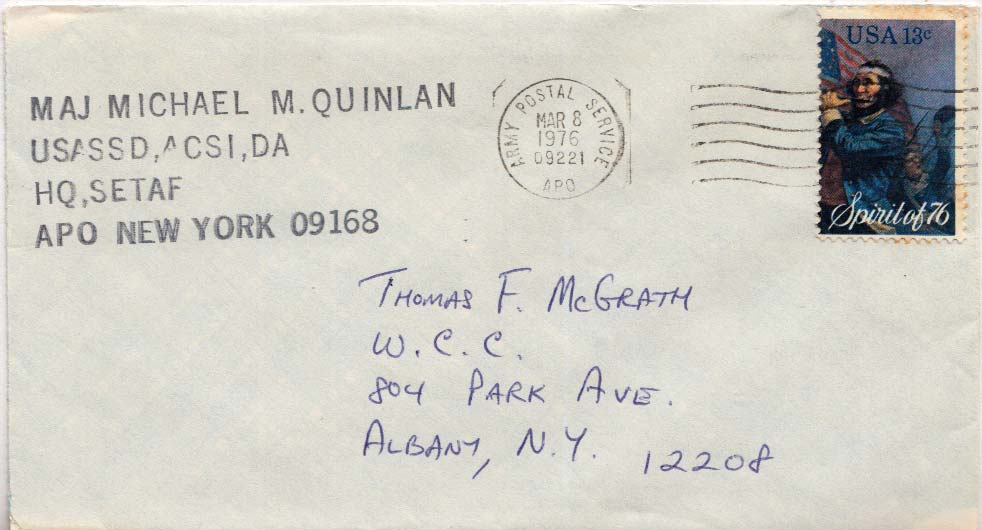 MAJ MICHAEL M. QUINLAN
USASSD, ACSI, DA
HQ, SETAF
APO NEW YORK 09168
ARMY POSTAL SERVICE
MAR 8
1976
09221
APO
USA 13c
Spirit of 76
THOMAS F. McGRATH
W. C. C.
804 PARK AVE.
ALBANY, N.Y. 12208